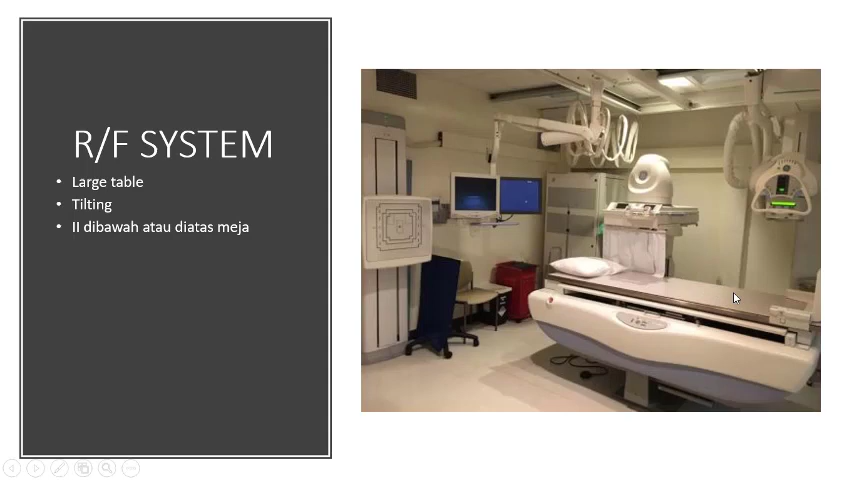 R/F SYSTEM
• Large table
• Tilting
• II dibawah atau diatas meja